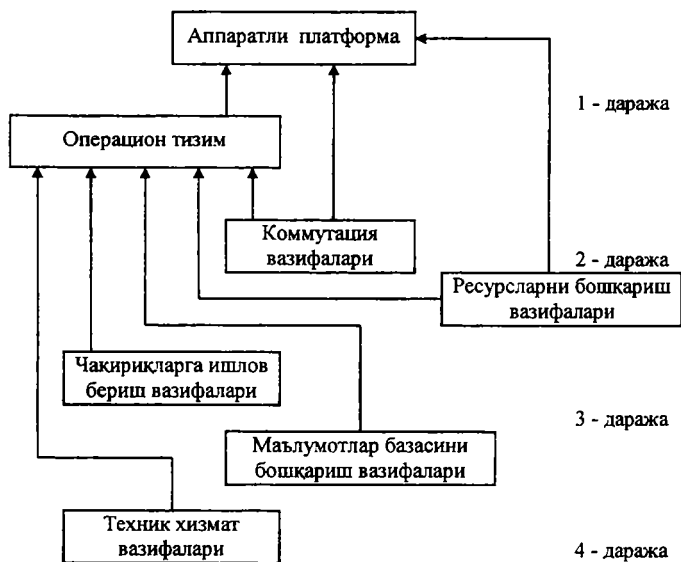 Аппаратли платформа
1 - даража
Операцион тизим
Коммутация
вазифалари
2 - даража
Ресурсларни бошқариш
вазифалари
Чақириқларга ишлов
бериш вазифалари
3 - даража
Маълумотлар базасини
бошқариш вазифалари
Техник хизмат
вазифалари
4 - даража